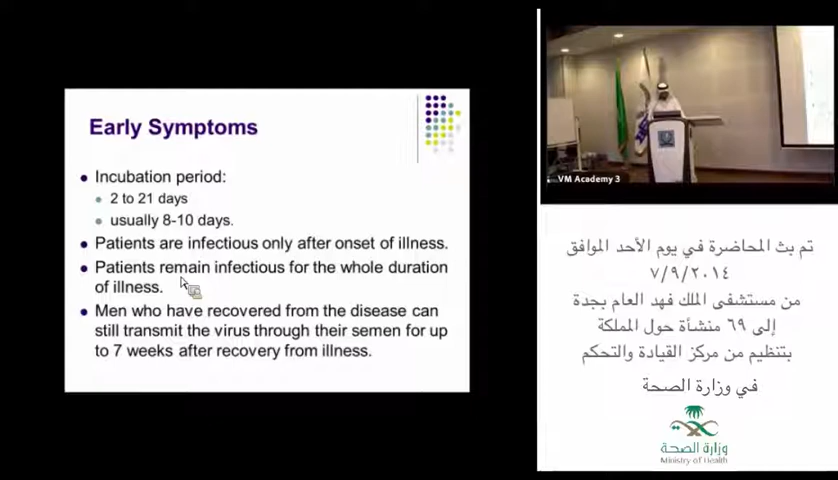 Early Symptoms
Incubation period:
2 to 21 days
usually 8-10 days.
Patients are infectious only after onset of illness.
Patients remain infectious for the whole duration
of illness.
Men who have recovered from the disease can
still transmit the virus through their semen for up
to 7 weeks after recovery from illness.
VM Academy 3
تم بث المحاضرة في يوم الأحد الموافق
٧/٩/٢٠١٤
من مستشفى الملك فهد العام بجدة
إلى ٦٩ منشأة حول المملكة
بتنظيم من مركز القيادة والتحكم
في وزارة الصحة
وزارة الصحة
Ministry of Health